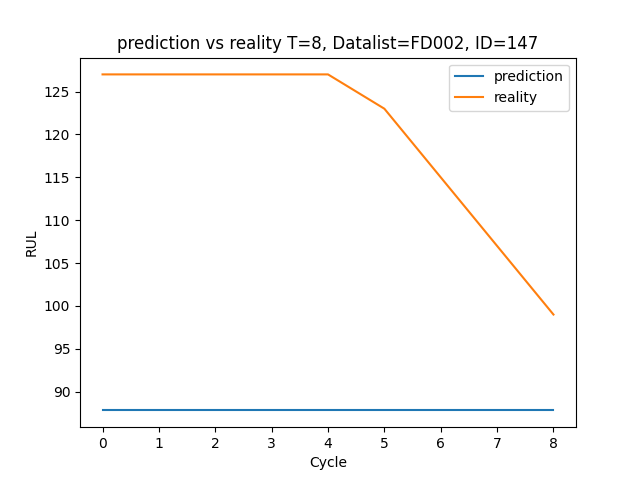 prediction vs reality T=8, Datalist=FD002, ID=147
prediction
reality
RUL
125
120
115
110
105
100
95
90
0 1 2 3 4 5 6 7 8
Cycle